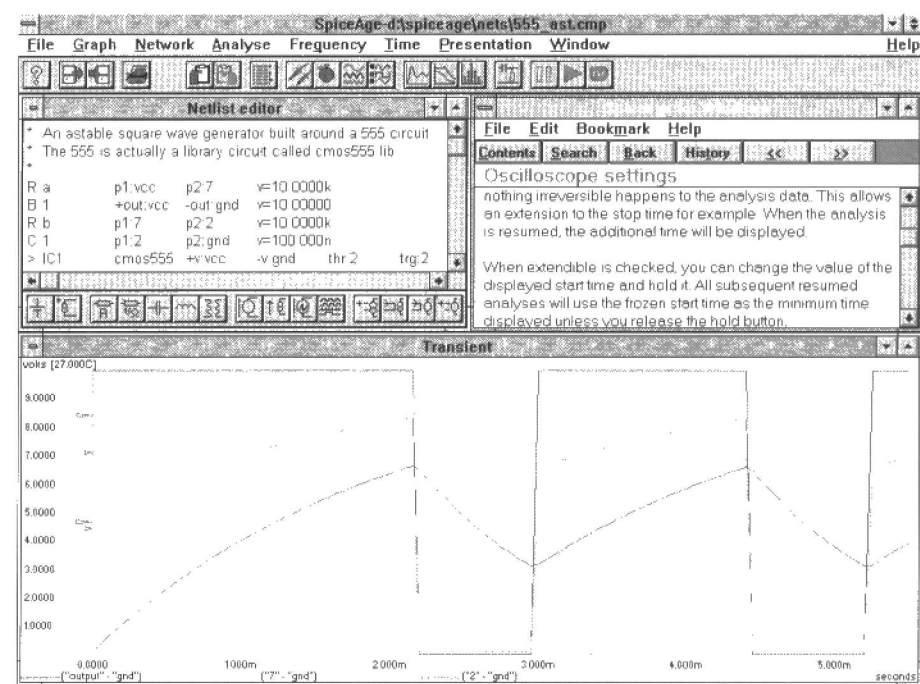 SpiceAge-d:\spiceage\nets\555_ast.cmp
File Graph Network Analyse Frequency Time Presentation Window Help
Netlist editor
* An astable square wave generator built around a 555 circuit
* The 555 is actually a library circuit called cmos555 lib
*
R a p1:vcc p2:7 v=10 0000k
B 1 +out:vcc -out:gnd v=10 00000
R b p1:7 p2:2 v=10 0000k
C 1 p1:2 p2:gnd v=100 000n
> IC1 cmos555 +v:vcc -v gnd thr 2 trg:2
File Edit Bookmark Help
Contents Search Back History << >>
Oscilloscope settings
nothing irreversible happens to the analysis data. This allows
an extension to the stop time for example. When the analysis
is resumed, the additional time will be displayed.
When extendible is checked, you can change the value of the
displayed start time and hold it. All subsequent resumed
analyses will use the frozen start time as the minimum time
displayed unless you release the hold button.
Transient
volts [27.000C]
9.0000
8.0000
7.0000
6.0000
5.0000
4.0000
3.0000
2.0000
1.0000
0.0000 1000m 2.000m 3.000m 4.000m 5.000m
("output" - "gnd") ("7" - "gnd") ("2" - "gnd") seconds